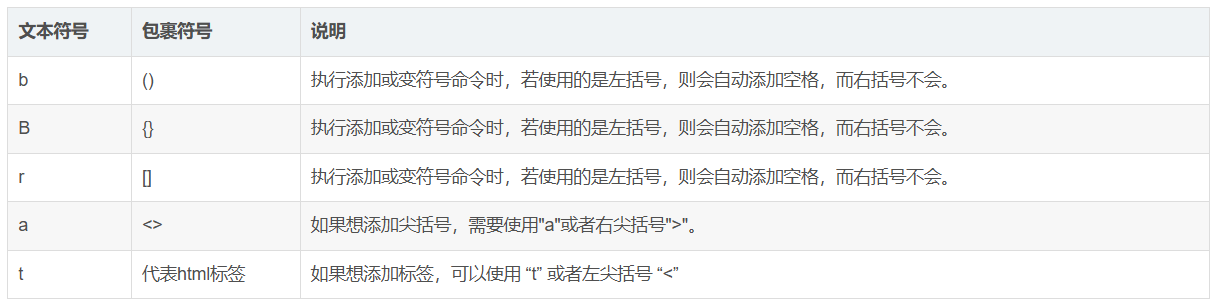 文本符号 包裹符号 说明
b () 执行添加或变符号命令时，若使用的是左括号，则会自动添加空格，而右括号不会。
B {} 执行添加或变符号命令时，若使用的是左括号，则会自动添加空格，而右括号不会。
r [] 执行添加或变符号命令时，若使用的是左括号，则会自动添加空格，而右括号不会。
a <> 如果想添加尖括号，需要使用"a"或者右尖括号">"。
t 代表html标签 如果想添加标签，可以使用 “t” 或者左尖括号 “<”